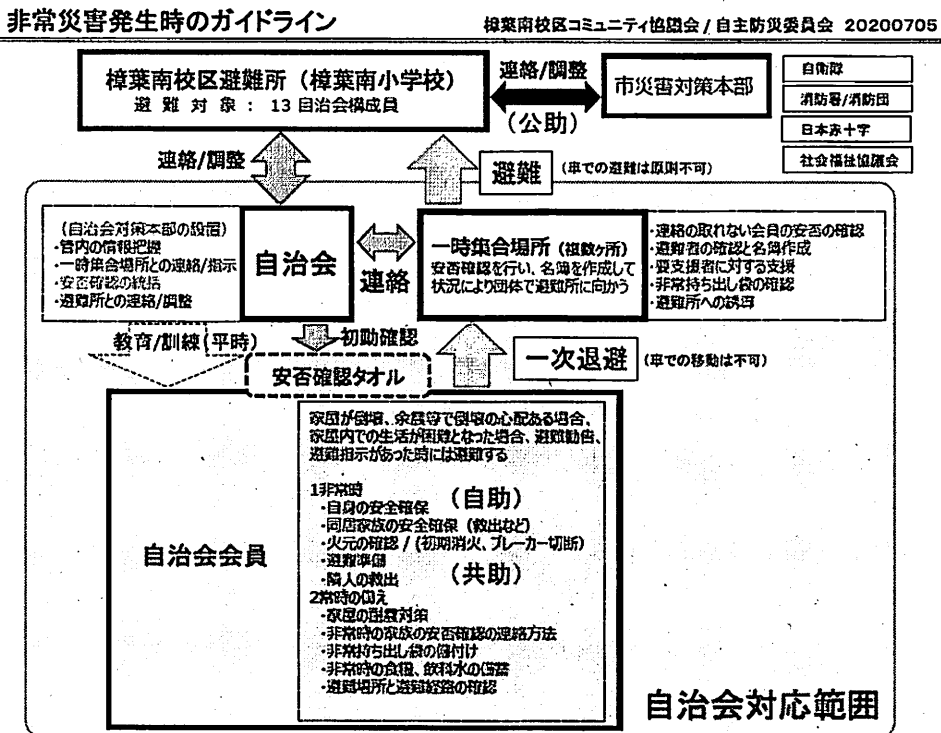 非常災害発生時のガイドライン
樟葉南校区コミュニティ協議会/自主防災委員会 20200705
樟葉南校区避難所（樟葉南小学校）
避難対象：13自治会構成員
連絡/調整
（公助）
市災害対策本部
自衛隊
消防署/消防団
日本赤十字
社会福祉協議会
連絡/調整
避難
（車での避難は原則不可）
（自治会対策本部の設置）
・管内の情報把握
・一時集合場所との連絡/指示
・安否確認の統括
・避難所との連絡/調整
自治会
連絡
一時集合場所（複数ヶ所）
安否確認を行い、名簿を作成して
状況により団体で避難所に向かう
・連絡の取れない会員の安否の確認
・避難者の確認と名簿作成
・要支援者に対する支援
・非常持ち出し袋の確認
・避難所への誘導
教育/訓練（平時）
初動確認
安否確認タオル
一次退避
（車での移動は不可）
自治会会員
家屋が倒壊、余震等で倒壊の心配ある場合、
家屋内での生活が困難となった場合、避難勧告、
避難指示があった時には避難する
1非常時
（自助）
・自身の安全確保
・同居家族の安全確保（救出など）
・火元の確認 /（初期消火、ブレーカー切断）
・避難準備
・隣人の救出
（共助）
2常時の備え
・家屋の耐震対策
・非常時の家族の安否確認の連絡方法
・非常持ち出し袋の備付け
・非常時の食糧、飲料水の備蓄
・避難場所と避難経路の確認
自治会対応範囲